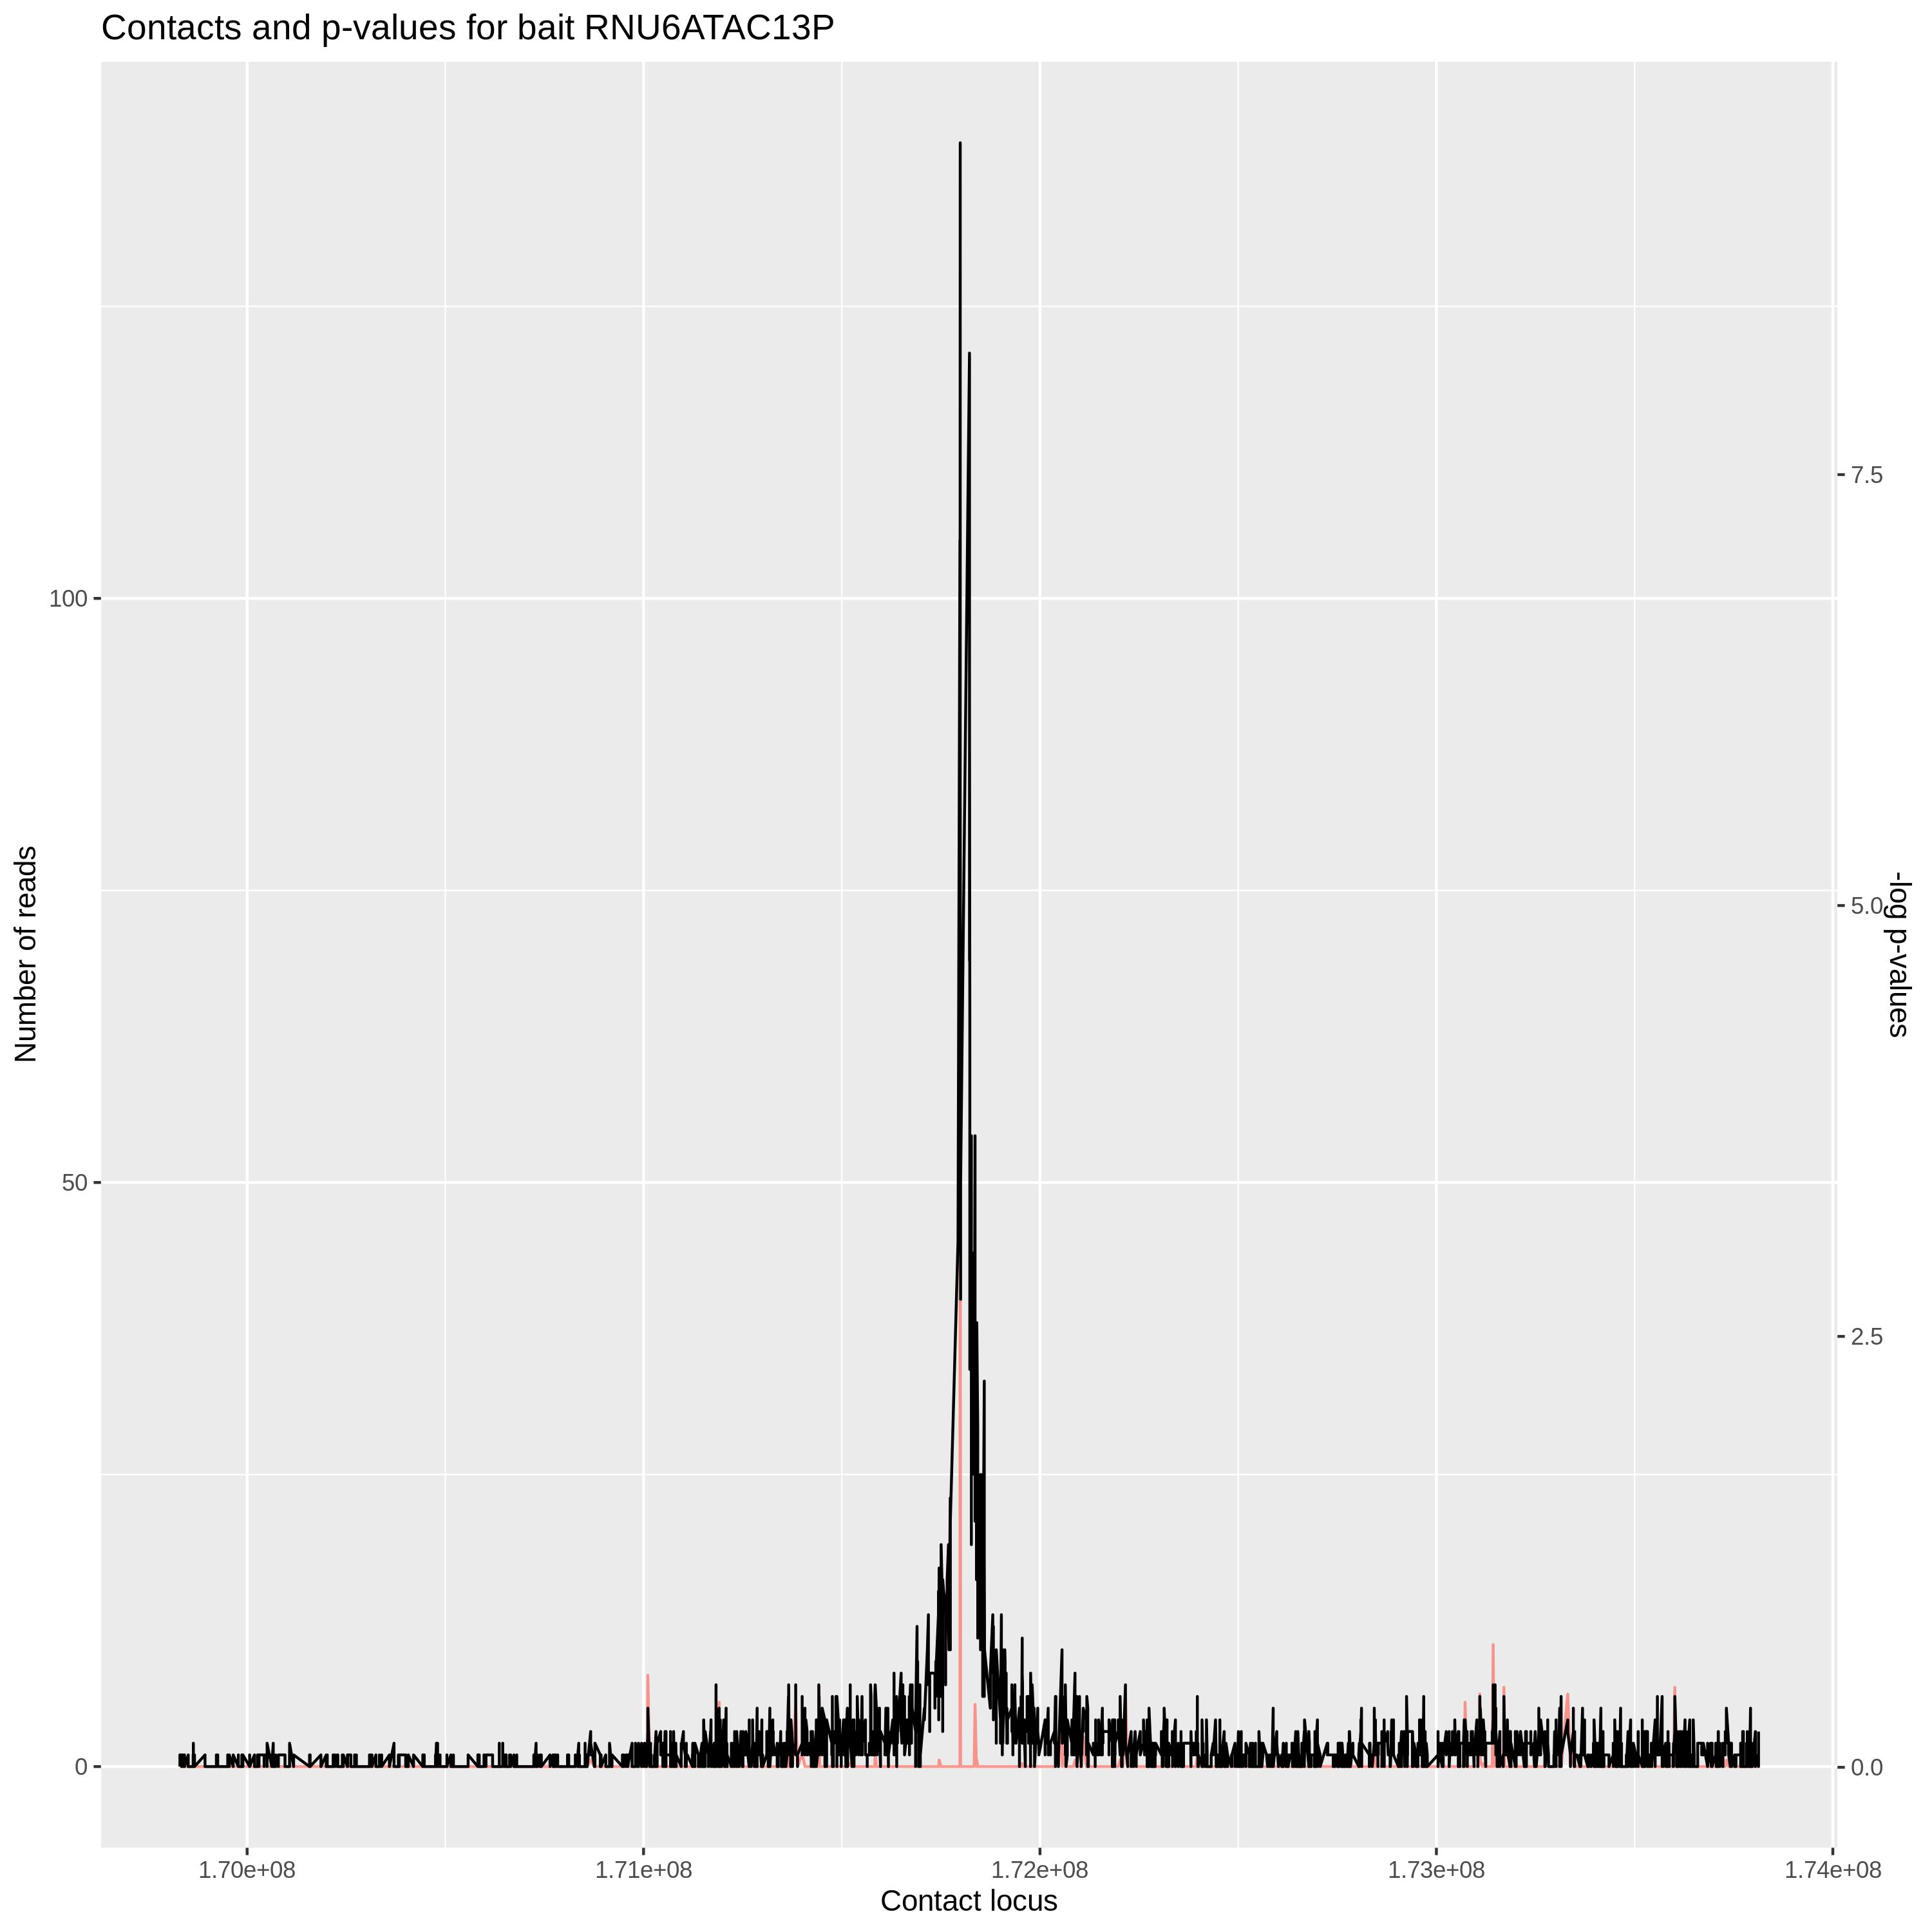 Contacts and p-values for bait RNU6ATAC13P
Number of reads
100
50
0
7.5
5.0
2.5
0.0
-log p-values
1.70e+08
1.71e+08
1.72e+08
1.73e+08
1.74e+08
Contact locus